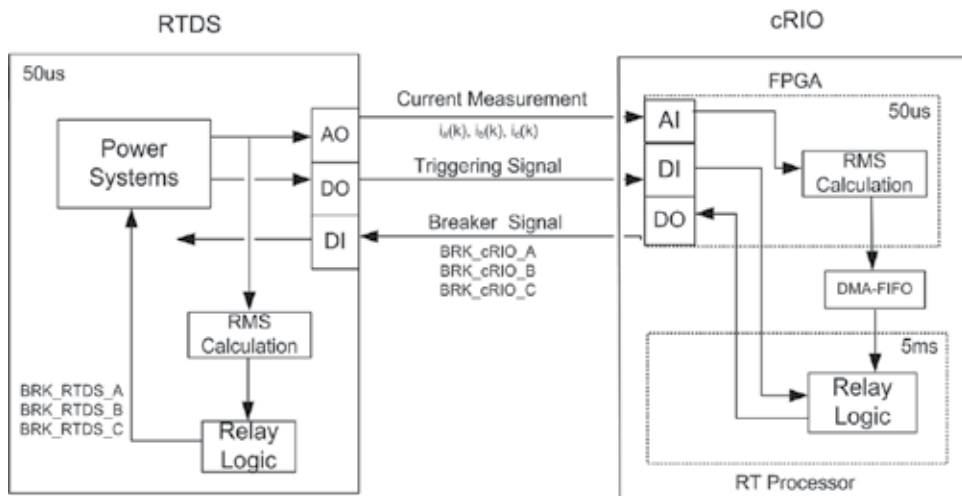 RTDS
50us
Power
Systems
AO
DO
DI
RMS
Calculation
Relay
Logic
BRK_RTDS_A
BRK_RTDS_B
BRK_RTDS_C
Current Measurement
iₐ(k), i_b(k), i_c(k)
Triggering Signal
Breaker Signal
BRK_cRIO_A
BRK_cRIO_B
BRK_cRIO_C
cRIO
FPGA
50us
AI
DI
DO
RMS
Calculation
DMA-FIFO
5ms
Relay
Logic
RT Processor